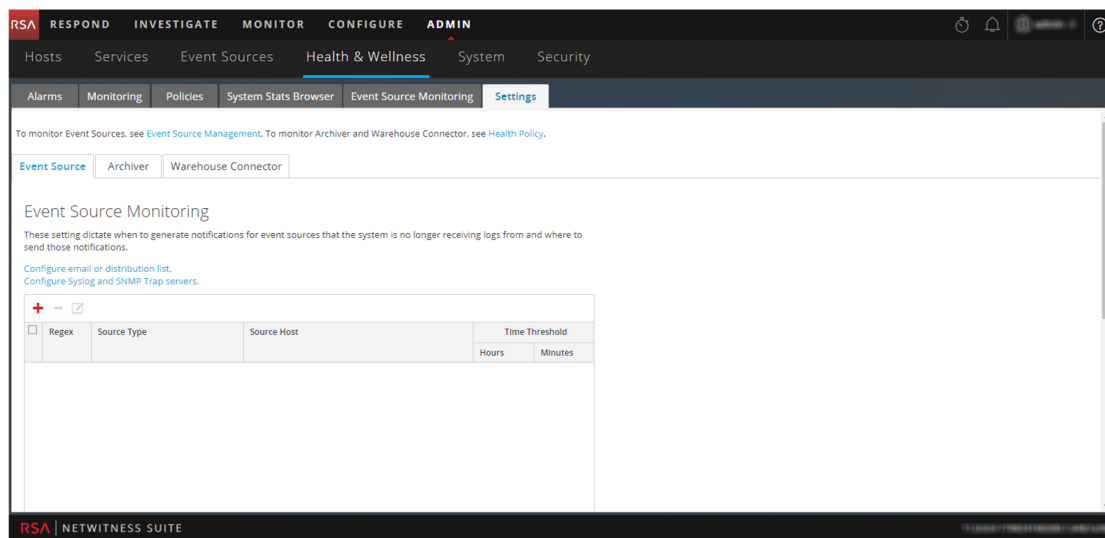 RSA RESPOND INVESTIGATE MONITOR CONFIGURE ADMIN
Hosts Services Event Sources Health & Wellness System Security
Alarms Monitoring Policies System Stats Browser Event Source Monitoring Settings
To monitor Event Sources, see Event Source Management. To monitor Archiver and Warehouse Connector, see Health Policy.
Event Source Archiver Warehouse Connector
Event Source Monitoring
These setting dictate when to generate notifications for event sources that the system is no longer receiving logs from and where to
send those notifications.
Configure email or distribution list.
Configure Syslog and SNMP Trap servers.
Regex Source Type Source Host Time Threshold
Hours Minutes
RSA NETWITNESS SUITE